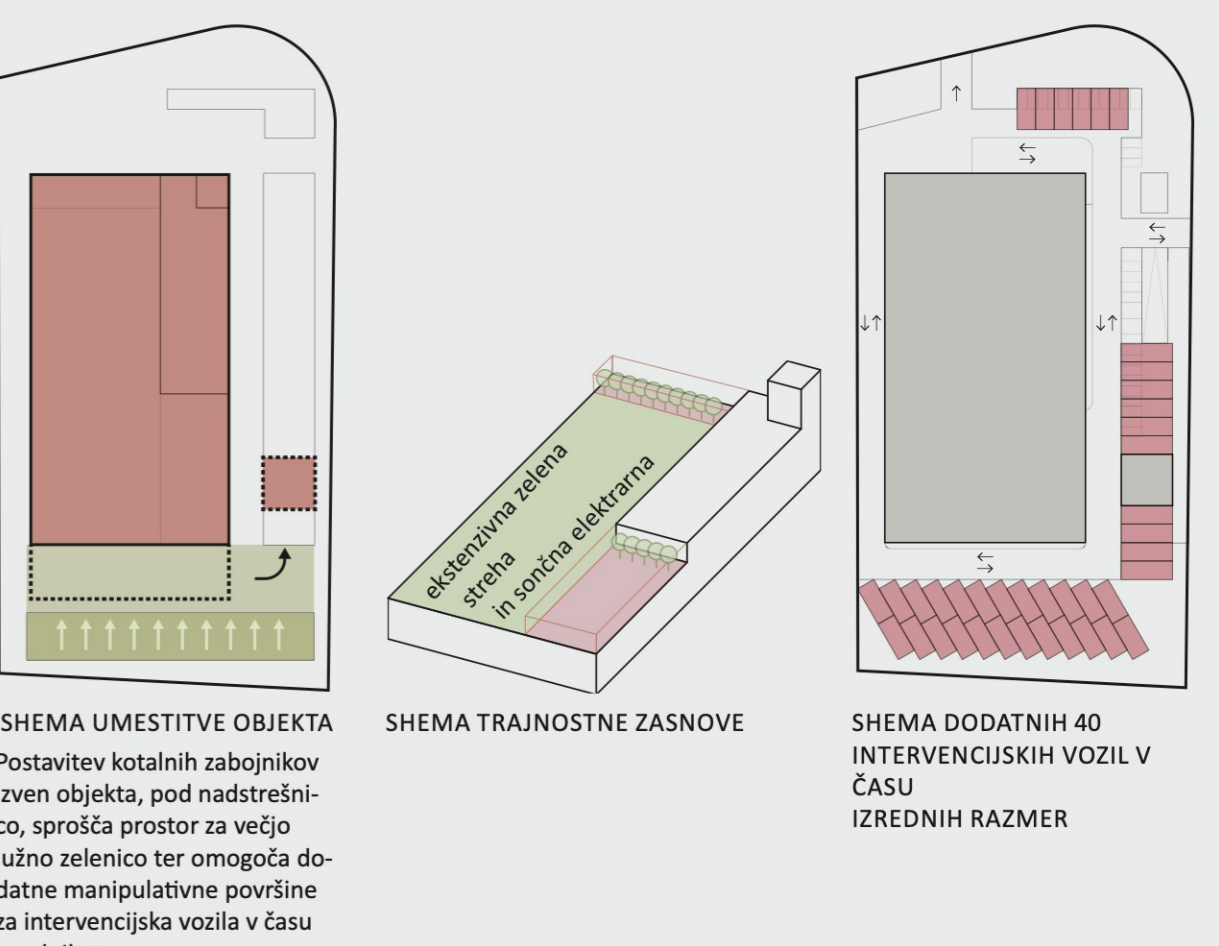 ekstenzivna zelena
streha
in sončna elektrarna
SHEMA UMESTITVE OBJEKTA
Postavitev kotalnih zabojnikov
izven objekta, pod nadstrešni-
co, sprošča prostor za večjo
južno zelenico ter omogoča do-
datne manipulativne površine
za intervencijska vozila v času
SHEMA TRAJNOSTNE ZASNOVE
SHEMA DODATNIH 40
INTERVENCIJSKIH VOZIL V
ČASU
IZREDNIH RAZMER